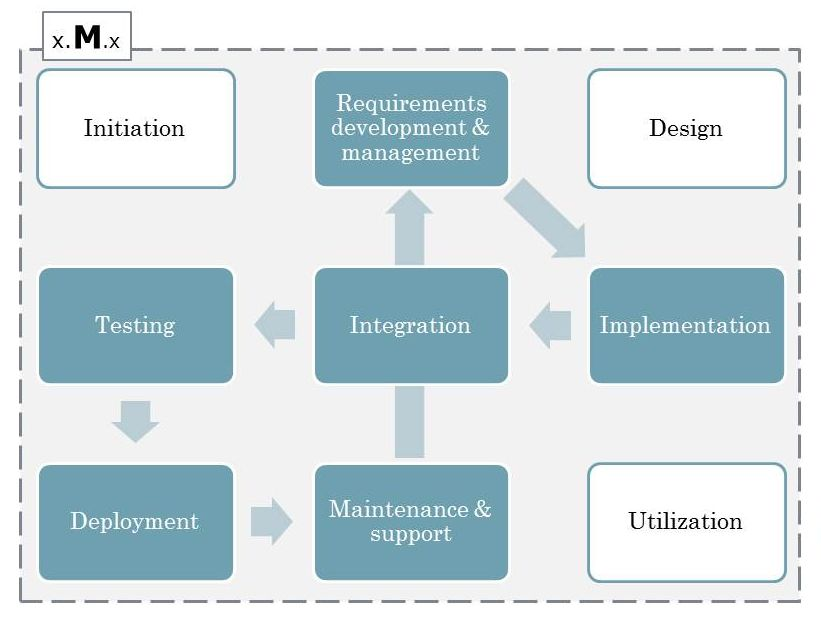 x.M.x
Initiation
Requirements
development &
management
Design
Testing
Integration
Implementation
Deployment
Maintenance &
support
Utilization